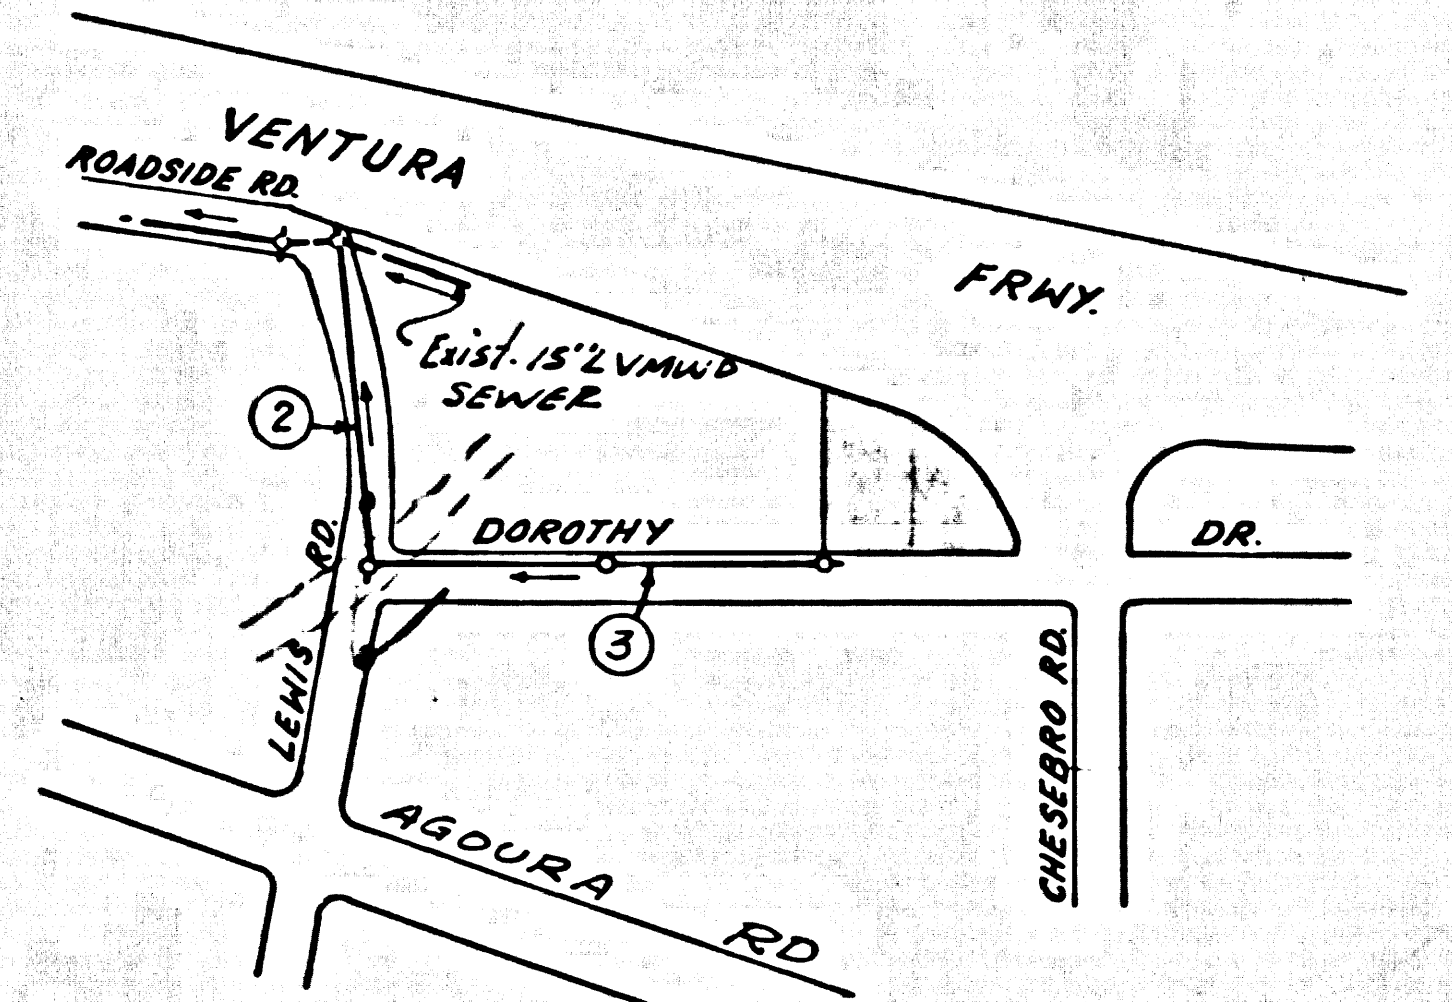 VENTURA
ROADSIDE RD.
FRWY.
Exist. 15" LVMWD
SEWER
2
DOROTHY
DR.
RD.
3
LEWIS
CHESEBRO RD.
AGOURA
RD